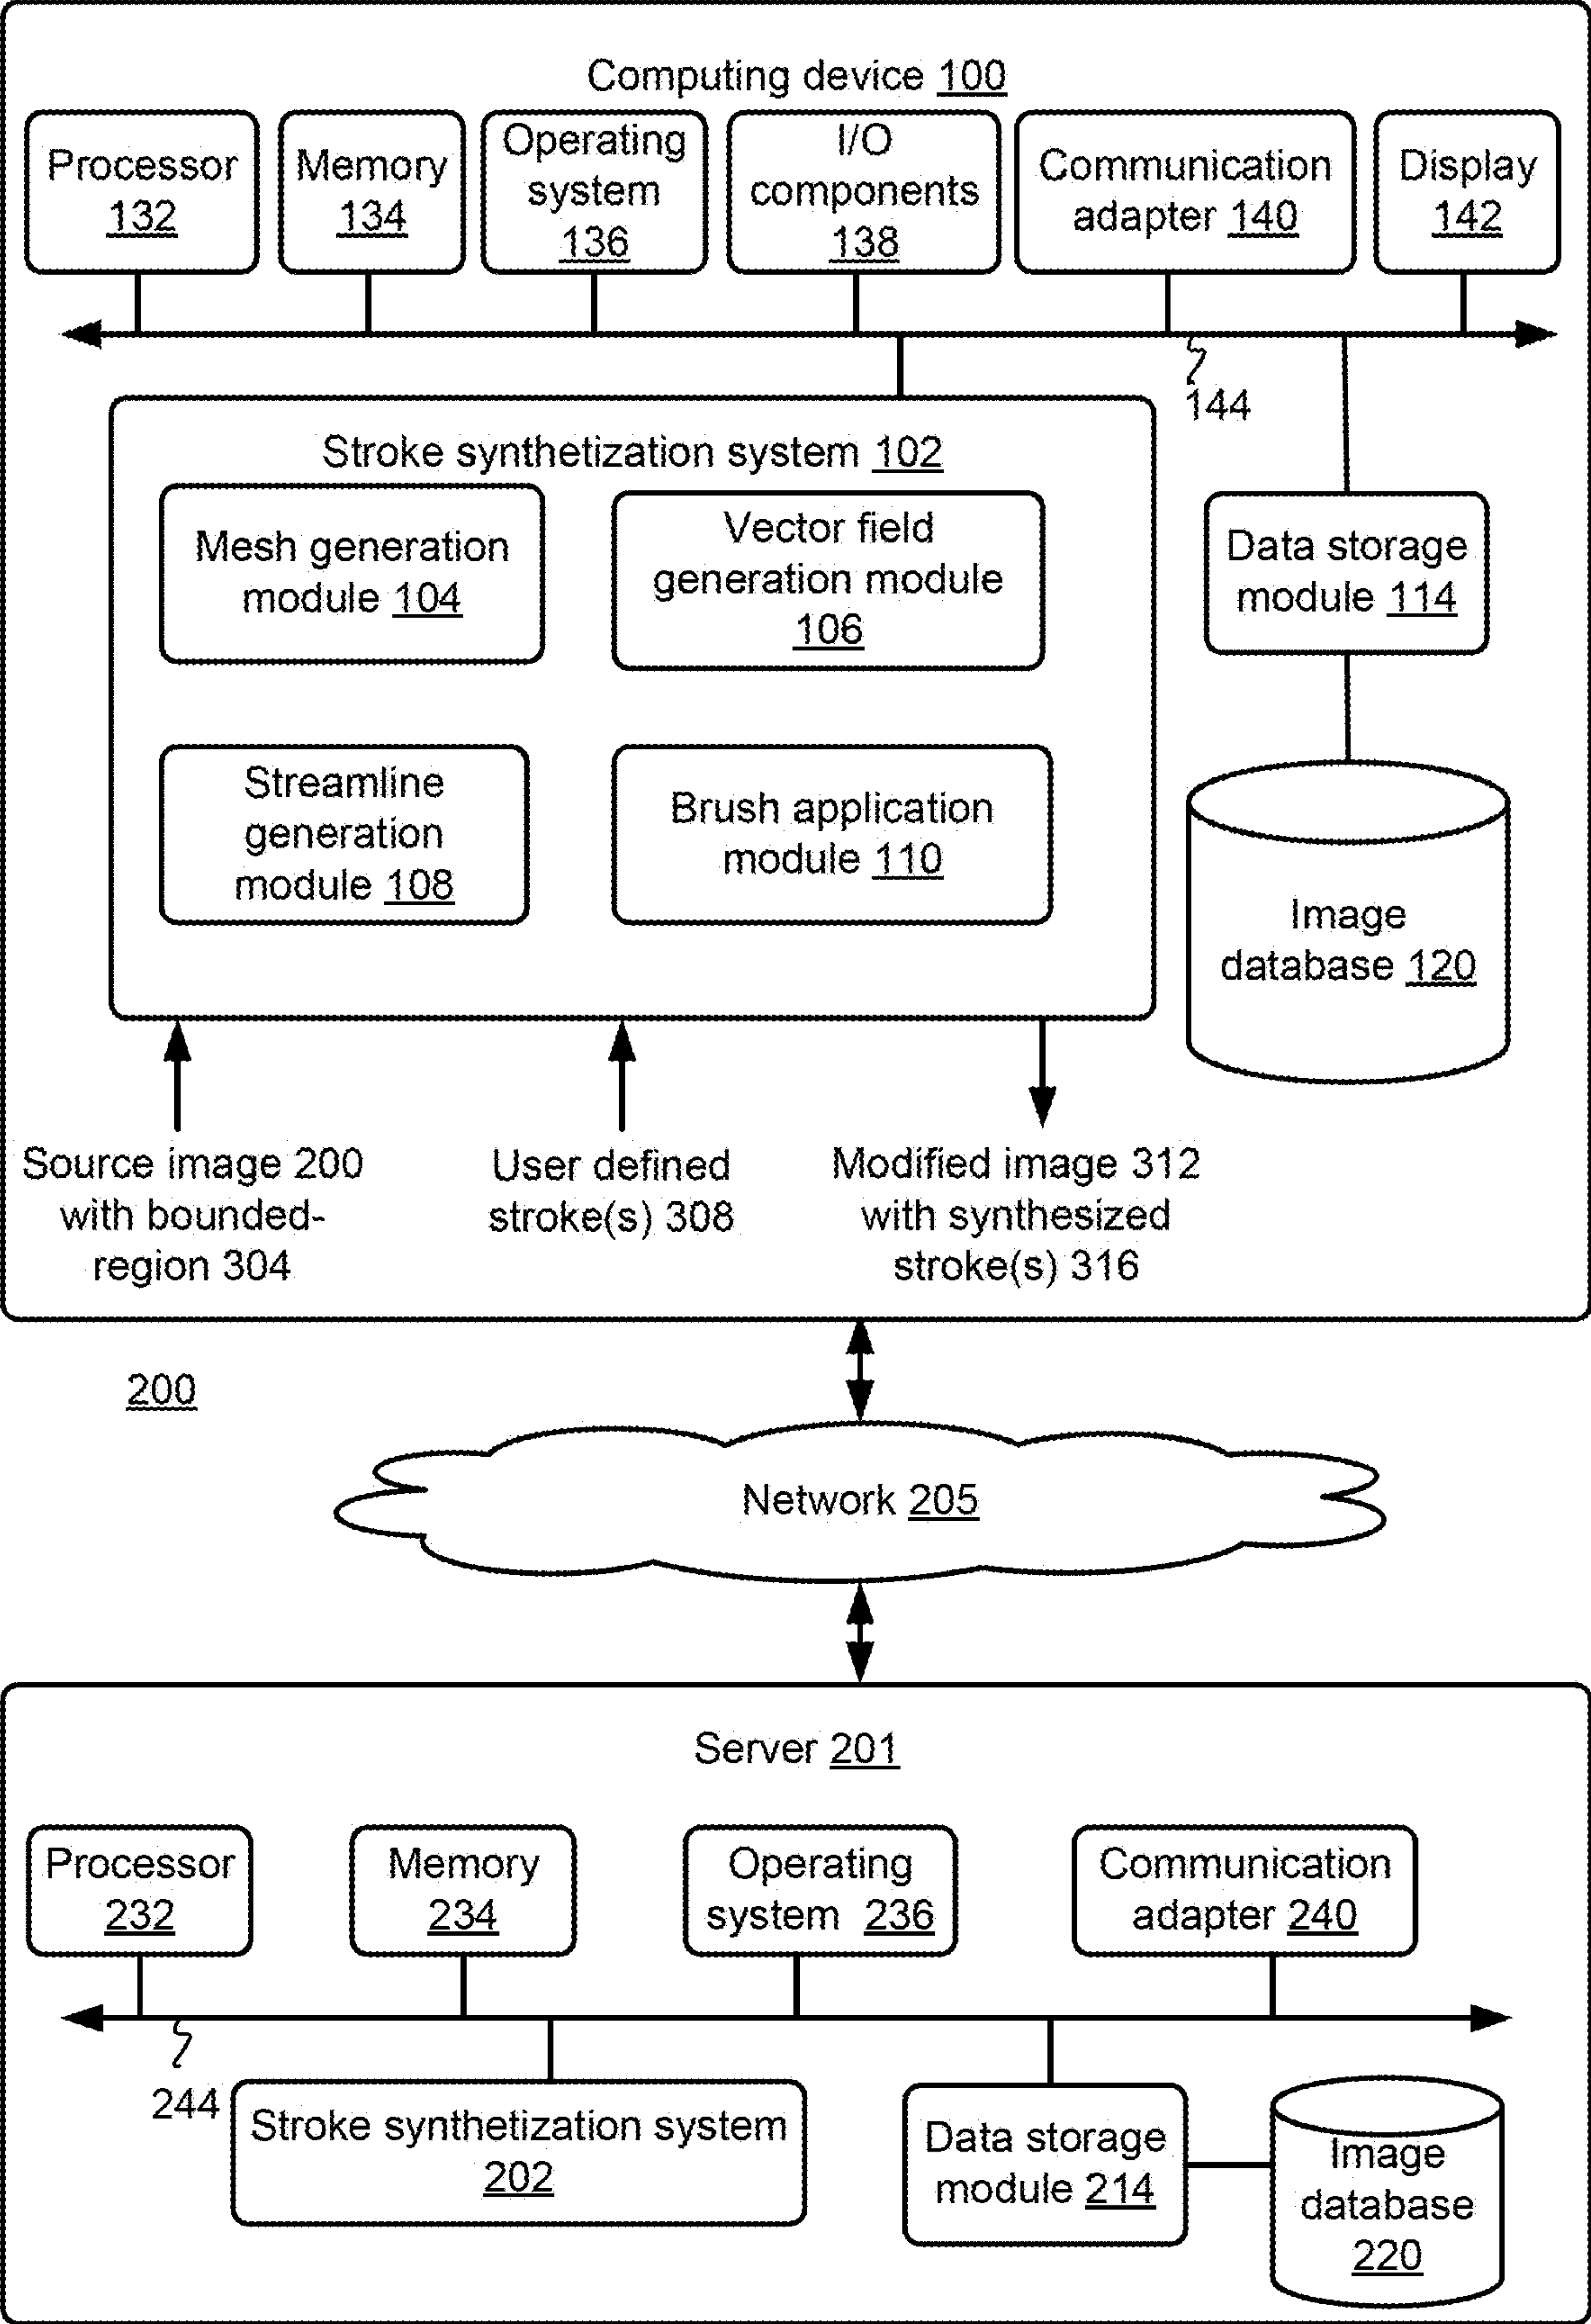 Computing device 100
Processor
132
Memory
134
Operating
system
136
I/O
components
138
Communication
adapter 140
Display
142
144
Stroke synthetization system 102
Mesh generation
module 104
Vector field
generation module
106
Data storage
module 114
Streamline
generation
module 108
Brush application
module 110
Image
database 120
Source image 200
with bounded-
region 304
User defined
stroke(s) 308
Modified image 312
with synthesized
stroke(s) 316
200
Network 205
Server 201
Processor
232
Memory
234
Operating
system 236
Communication
adapter 240
244
Stroke synthetization system
202
Data storage
module 214
Image
database
220